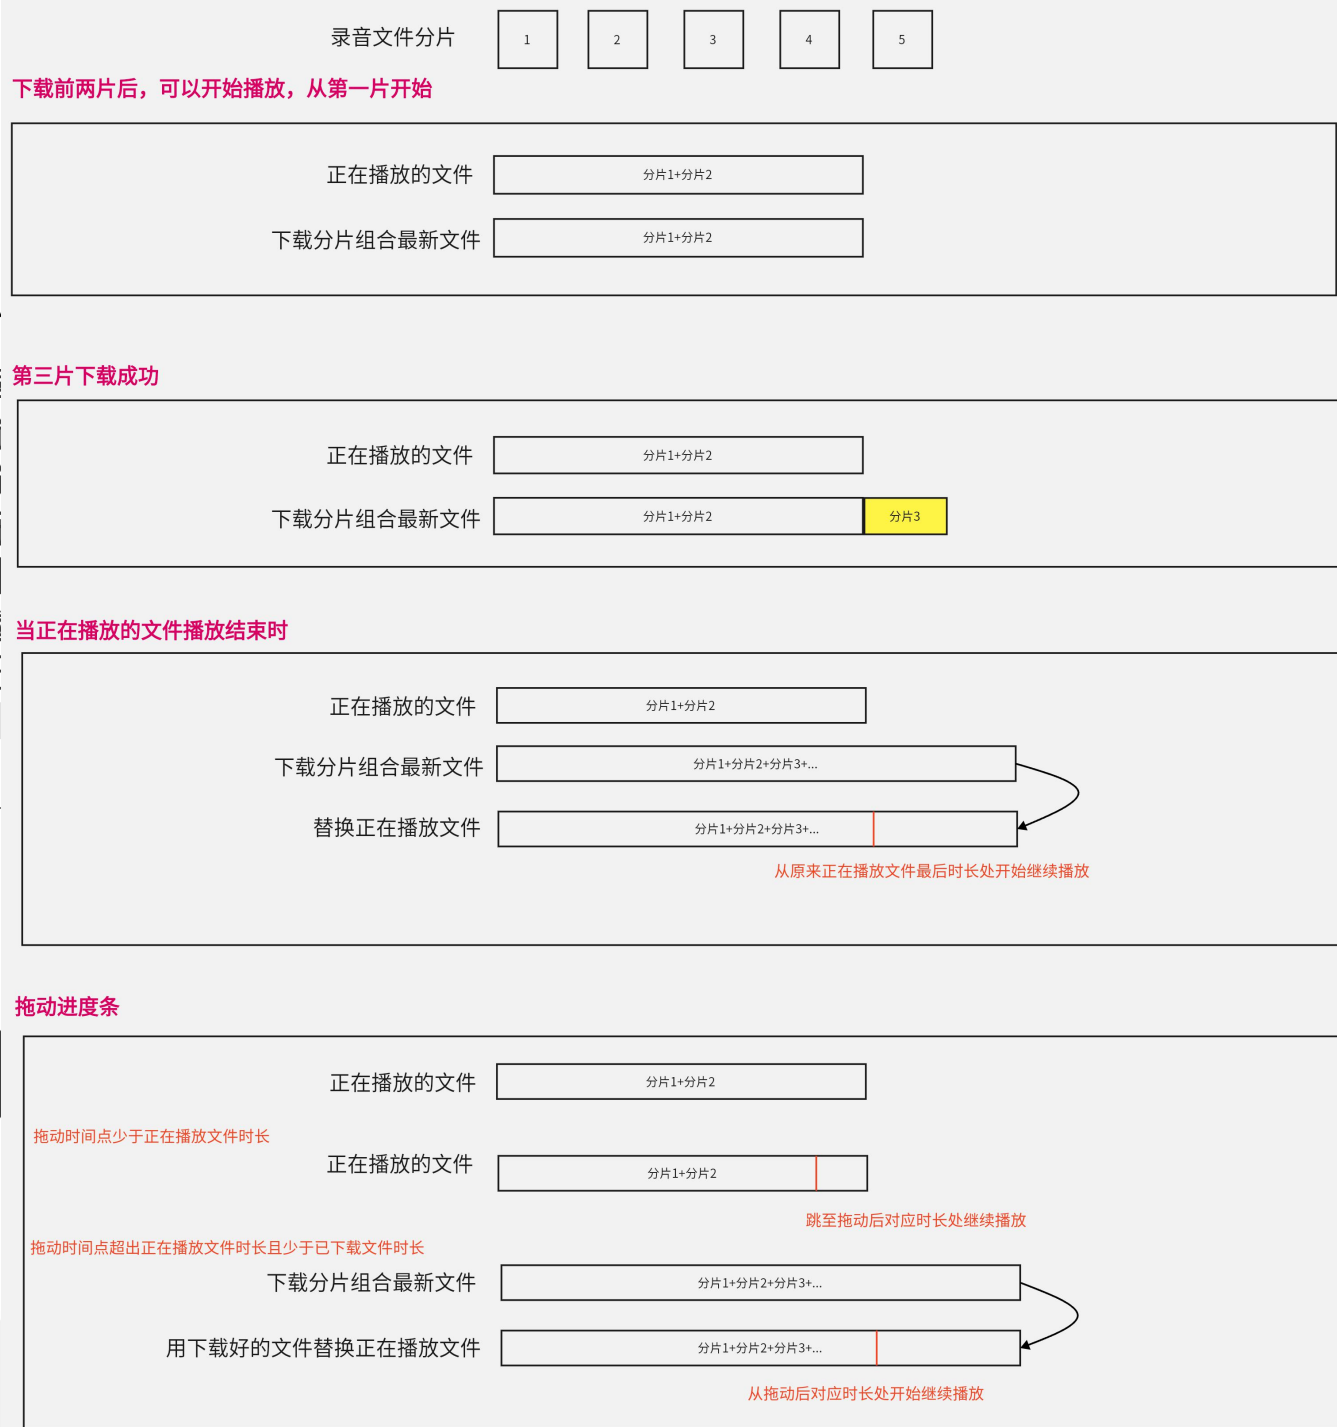 录音文件分片
1
2
3
4
5
下载前两片后，可以开始播放，从第一片开始
正在播放的文件
分片1+分片2
下载分片组合最新文件
分片1+分片2
第三片下载成功
正在播放的文件
分片1+分片2
下载分片组合最新文件
分片1+分片2
分片3
当正在播放的文件播放结束时
正在播放的文件
分片1+分片2
下载分片组合最新文件
分片1+分片2+分片3+...
替换正在播放文件
分片1+分片2+分片3+...
从原来正在播放文件最后时长处开始继续播放
拖动进度条
正在播放的文件
分片1+分片2
拖动时间点少于正在播放文件时长
正在播放的文件
分片1+分片2
跳至拖动后对应时长处继续播放
拖动时间点超出正在播放文件时长且少于已下载文件时长
下载分片组合最新文件
分片1+分片2+分片3+...
用下载好的文件替换正在播放文件
分片1+分片2+分片3+...
从拖动后对应时长处开始继续播放